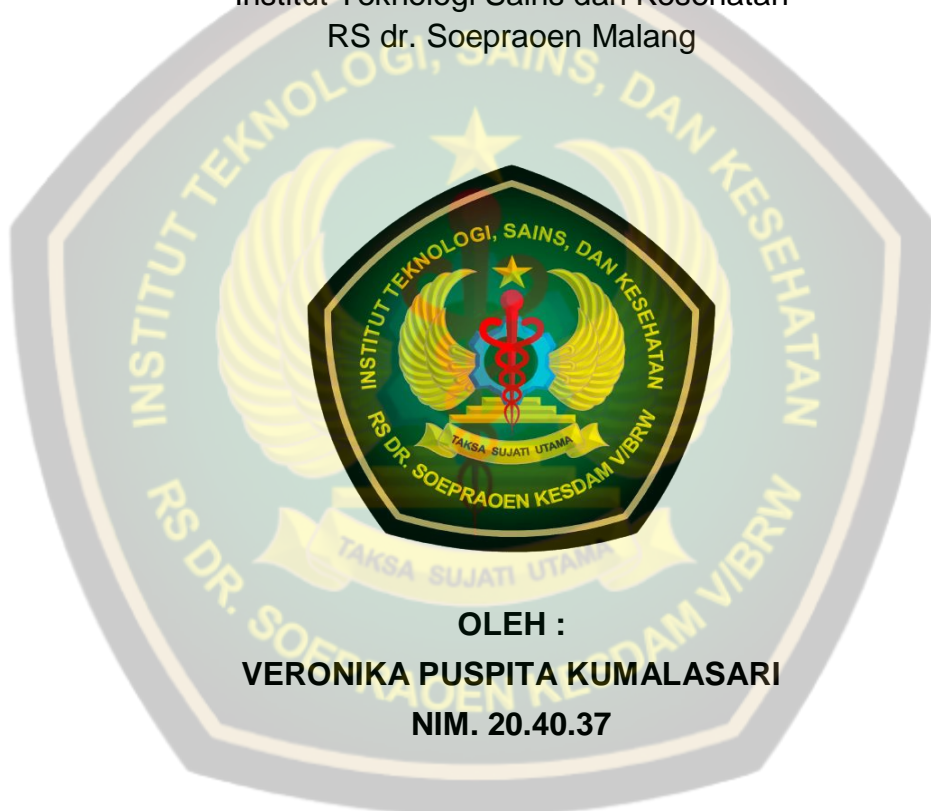 Institut Teknologi Sains dan Kesehatan
RS dr. Soepraoen Malang
INSTITUT TEKNOLOGI, SAINS, DAN KESEHATAN
TAKSA SUJATI UTAMA
RS DR. SOEPRAOEN KESDAM V/BRW
INSTITUT TEKNOLOGI, SAINS, DAN KESEHATAN
TAKSA SUJATI UTAMA
RS DR. SOEPRAOEN KESDAM V/BRW
OLEH :
VERONIKA PUSPITA KUMALASARI
NIM. 20.40.37